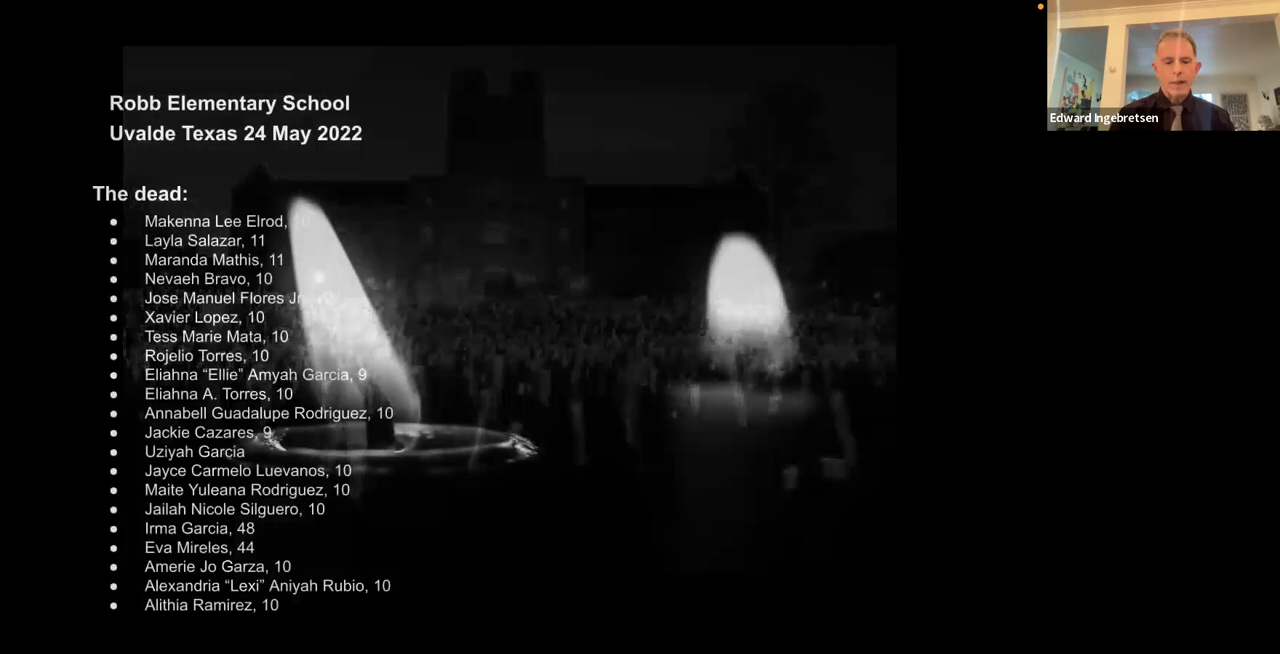 Robb Elementary School
Uvalde Texas 24 May 2022
The dead:
Makenna Lee Elrod, 10
Layla Salazar, 11
Maranda Mathis, 11
Nevaeh Bravo, 10
Jose Manuel Flores Jr.
Xavier Lopez, 10
Tess Marie Mata, 10
Rojelio Torres, 10
Eliahna “Ellie” Amyah Garcia, 9
Eliahna A. Torres, 10
Annabell Guadalupe Rodriguez, 10
Jackie Cazares, 9
Uziyah Garcia
Jayce Carmelo Luevanos, 10
Maite Yuleana Rodriguez, 10
Jailah Nicole Silguero, 10
Irma Garcia, 48
Eva Mireles, 44
Amerie Jo Garza, 10
Alexandria “Lexi” Aniyah Rubio, 10
Alithia Ramirez, 10
Edward Ingebretsen